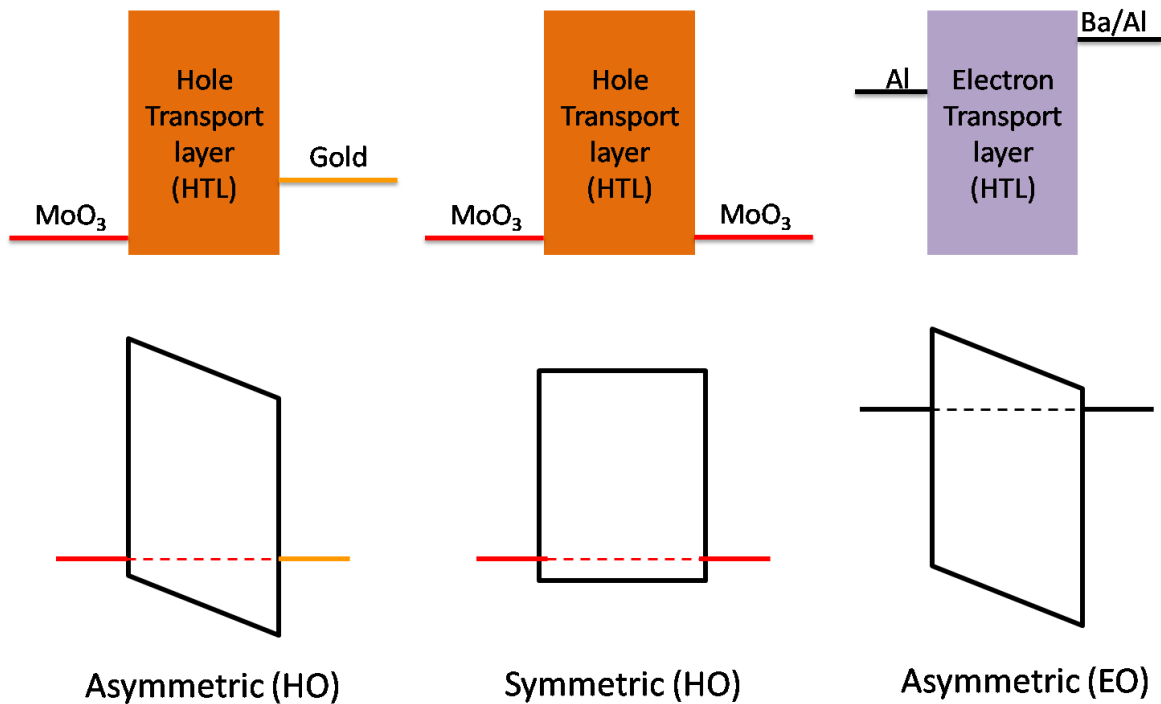 Hole
Transport
layer
(HTL)
MoO₃
Gold
Hole
Transport
layer
(HTL)
MoO₃
MoO₃
Electron
Transport
layer
(HTL)
Al
Ba/Al
Asymmetric (HO)
Symmetric (HO)
Asymmetric (EO)